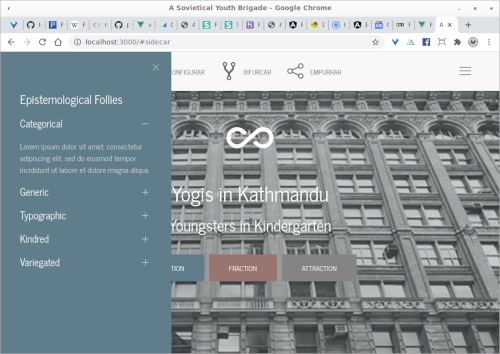 A Sovietical Youth Brigade - Google Chrome
localhost:3000/#sidecar
ONFIGURAR
BIFURCAR
EMPURRAR
Epistemological Follies
Categorical
Lorem ipsum dolor sit amet, consectetur
adipiscing elit, sed do eiusmod tempor
incididunt ut labore et dolore magna aliqua.
Generic
Typographic
Kindred
Variegated
Yogis in Kathmandu
Youngsters in Kindergarten
TION
FRACTION
ATTRACTION